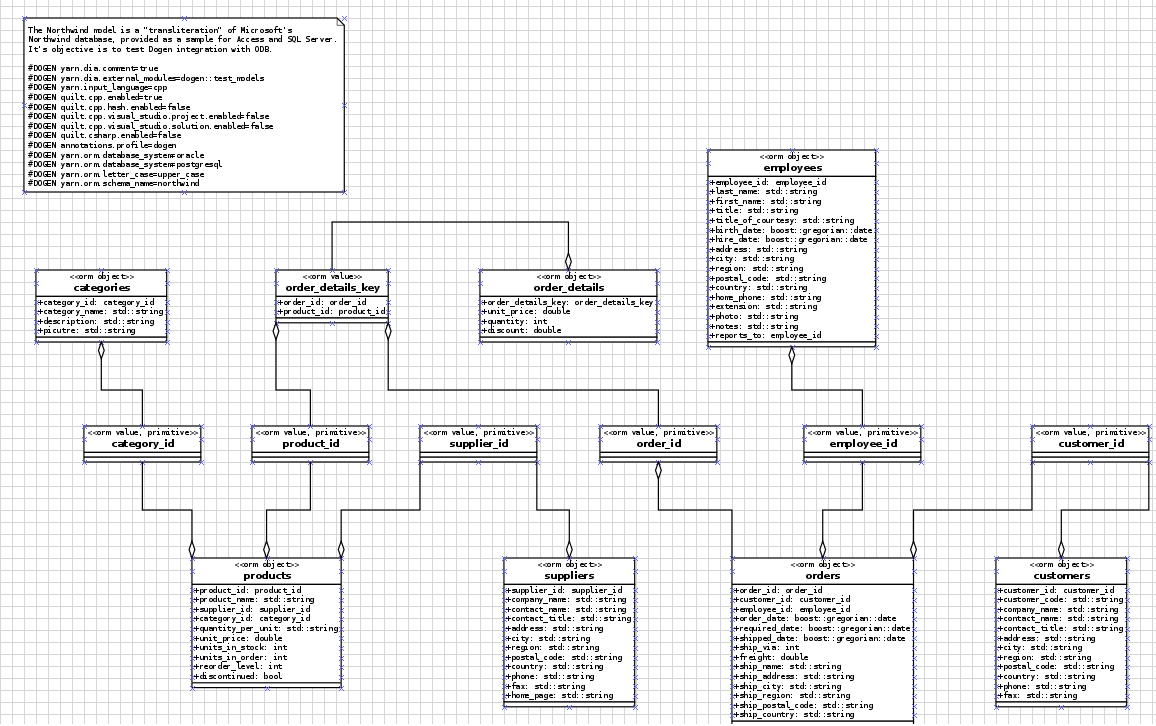 The Northwind model is a "transliteration" of Microsoft's
Northwind database, provided as a sample for Access and SQL Server.
It's objective is to test Dogen integration with ODB.
#DOGEN yarn.dia.comment=true
#DOGEN yarn.dia.external_modules=dogen::test_models
#DOGEN yarn.input_language=cpp
#DOGEN quilt.cpp.enabled=true
#DOGEN quilt.cpp.hash.enabled=false
#DOGEN quilt.cpp.visual_studio.project.enabled=false
#DOGEN quilt.cpp.visual_studio.solution.enabled=false
#DOGEN quilt.csharp.enabled=false
#DOGEN annotations.profile=dogen
#DOGEN yarn.orm.database_system=oracle
#DOGEN yarn.orm.database_system=postgresql
#DOGEN yarn.orm.letter_case=upper_case
#DOGEN yarn.orm.schema_name=northwind
<<orm object>>
employees
+employee_id: employee_id
+last_name: std::string
+first_name: std::string
+title: std::string
+title_of_courtesy: std::string
+birth_date: boost::gregorian::date
+hire_date: boost::gregorian::date
+address: std::string
+city: std::string
+region: std::string
+postal_code: std::string
+country: std::string
+home_phone: std::string
+extension: std::string
+photo: std::string
+notes: std::string
+reports_to: employee_id
<<orm object>>
categories
+category_id: category_id
+category_name: std::string
+description: std::string
+picutre: std::string
<<orm value>>
order_details_key
+order_id: order_id
+product_id: product_id
<<orm object>>
order_details
+order_details_key: order_details_key
+unit_price: double
+quantity: int
+discount: double
<<orm value, primitive>>
category_id
<<orm value, primitive>>
product_id
<<orm value, primitive>>
supplier_id
<<orm value, primitive>>
order_id
<<orm value, primitive>>
employee_id
<<orm value, primitive>>
customer_id
<<orm object>>
products
+product_id: product_id
+product_name: std::string
+supplier_id: supplier_id
+category_id: category_id
+quantity_per_unit: std::string
+unit_price: double
+units_in_stock: int
+units_in_order: int
+reorder_level: int
+discontinued: bool
<<orm object>>
suppliers
+supplier_id: supplier_id
+company_name: std::string
+contact_name: std::string
+contact_title: std::string
+address: std::string
+city: std::string
+region: std::string
+postal_code: std::string
+country: std::string
+phone: std::string
+fax: std::string
+home_page: std::string
<<orm object>>
orders
+order_id: order_id
+customer_id: customer_id
+employee_id: employee_id
+order_date: boost::gregorian::date
+required_date: boost::gregorian::date
+shipped_date: boost::gregorian::date
+ship_via: int
+freight: double
+ship_name: std::string
+ship_address: std::string
+ship_city: std::string
+ship_region: std::string
+ship_postal_code: std::string
+ship_country: std::string
<<orm object>>
customers
+customer_id: customer_id
+customer_code: std::string
+company_name: std::string
+contact_name: std::string
+contact_title: std::string
+address: std::string
+city: std::string
+region: std::string
+postal_code: std::string
+country: std::string
+phone: std::string
+fax: std::string